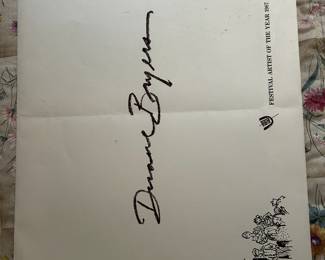 Duane Bryers
FESTIVAL ARTIST OF THE YEAR 1987